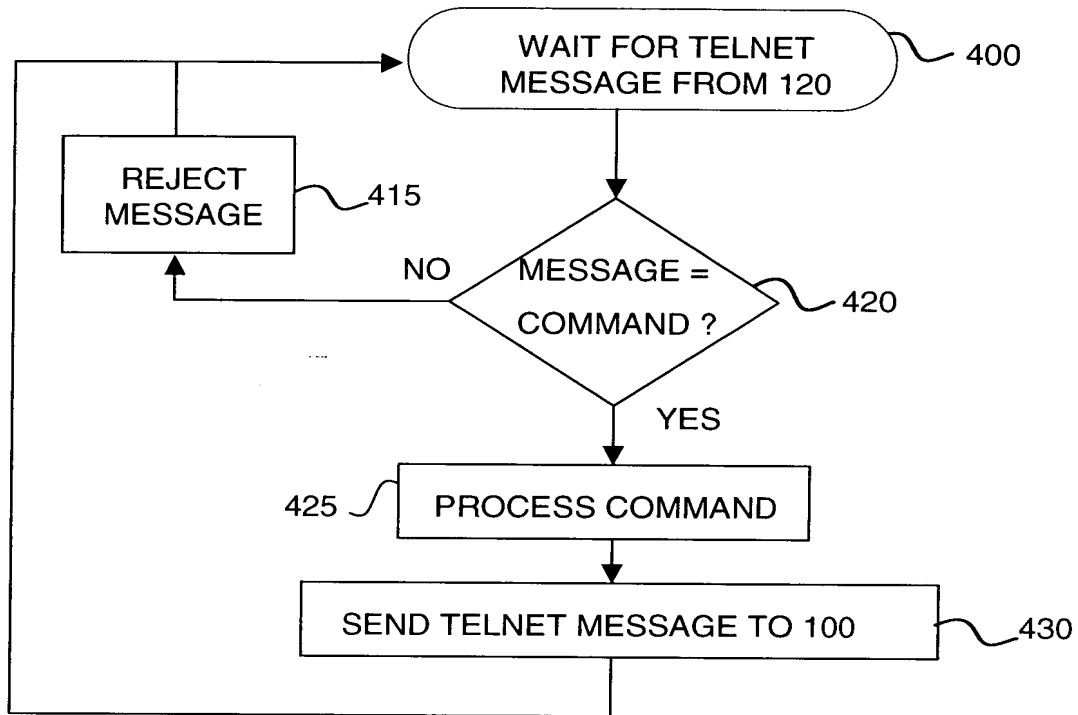 WAIT FOR TELNET
MESSAGE FROM 120
400
REJECT
MESSAGE
415
NO
MESSAGE =
COMMAND ?
420
YES
425
PROCESS COMMAND
SEND TELNET MESSAGE TO 100
430